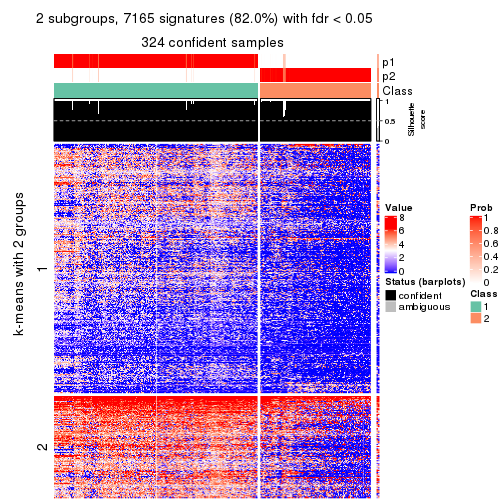 2 subgroups, 7165 signatures (82.0%) with fdr < 0.05
324 confident samples
p1
p2
Class
1
0.5
0
Silhouette
score
k-means with 2 groups
1
2
Value
8
6
4
2
0
Prob
1
0.8
0.6
0.4
0.2
0
Status (barplots)
confident
ambiguous
Class
1
2